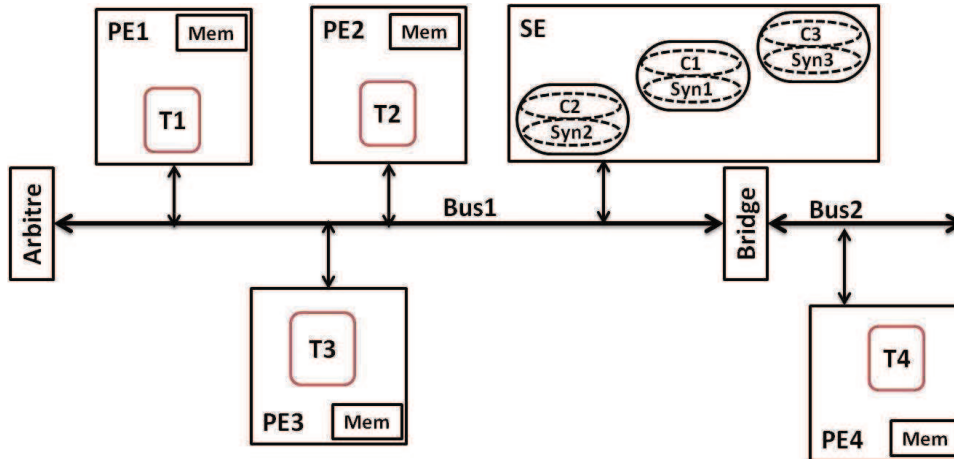 PE1
Mem
T1
PE2
Mem
T2
SE
C3
Syn3
C1
Syn1
C2
Syn2
Arbitre
Bus1
Bridge
Bus2
T3
PE3
Mem
T4
PE4
Mem